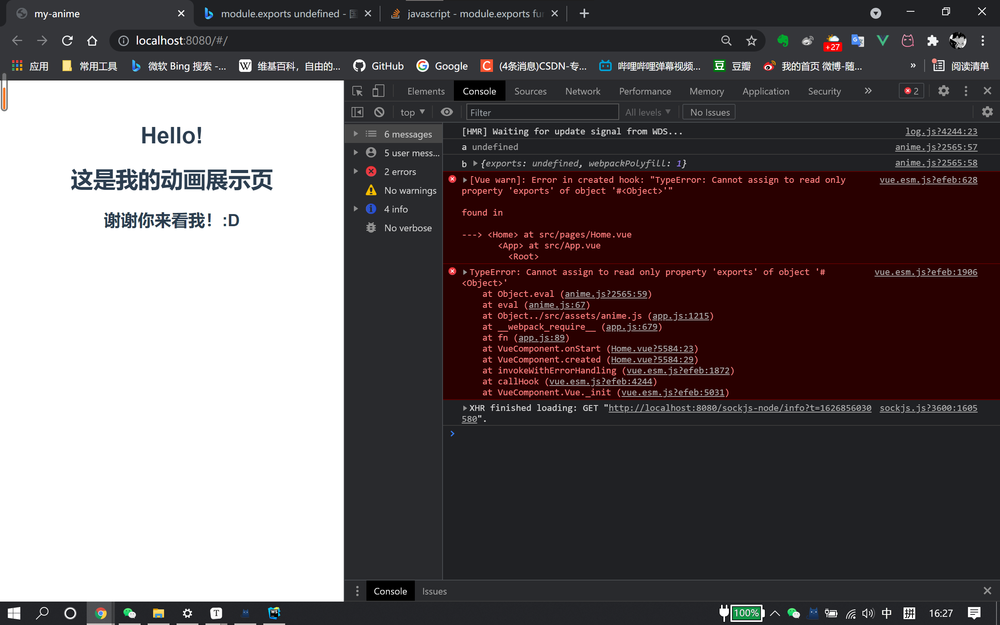 my-anime
module.exports undefined - 国
javascript - module.exports fur
localhost:8080/#/
+27
应用
常用工具
微软 Bing 搜索 -...
维基百科，自由的...
GitHub
Google
(4条消息)CSDN-专...
哔哩哔哩弹幕视频...
豆瓣
我的首页 微博-随...
»
阅读清单
Hello!
这是我的动画展示页
谢谢你来看我！:D
Elements
Console
Sources
Network
Performance
Memory
Application
Security
2
top
Filter
All levels
No Issues
6 messages
5 user mess...
2 errors
No warnings
4 info
No verbose
[HMR] Waiting for update signal from WDS... log.js?4244:23
a undefined anime.js?2565:57
b {exports: undefined, webpackPolyfill: 1} anime.js?2565:58
[Vue warn]: Error in created hook: "TypeError: Cannot assign to read only vue.esm.js?efeb:628
property 'exports' of object '#<Object>'"
found in
---> <Home> at src/pages/Home.vue
<App> at src/App.vue
<Root>
TypeError: Cannot assign to read only property 'exports' of object '# vue.esm.js?efeb:1906
<Object>'
at Object.eval (anime.js?2565:59)
at eval (anime.js:67)
at Object../src/assets/anime.js (app.js:1215)
at __webpack_require__ (app.js:679)
at fn (app.js:89)
at VueComponent.onStart (Home.vue?5584:23)
at VueComponent.created (Home.vue?5584:29)
at invokeWithErrorHandling (vue.esm.js?efeb:1872)
at callHook (vue.esm.js?efeb:4244)
at VueComponent.Vue._init (vue.esm.js?efeb:5031)
XHR finished loading: GET "http://localhost:8080/sockjs-node/info?t=1626856030 sockjs.js?3600:1605
580".
Console
Issues
100%
中
拼
16:27